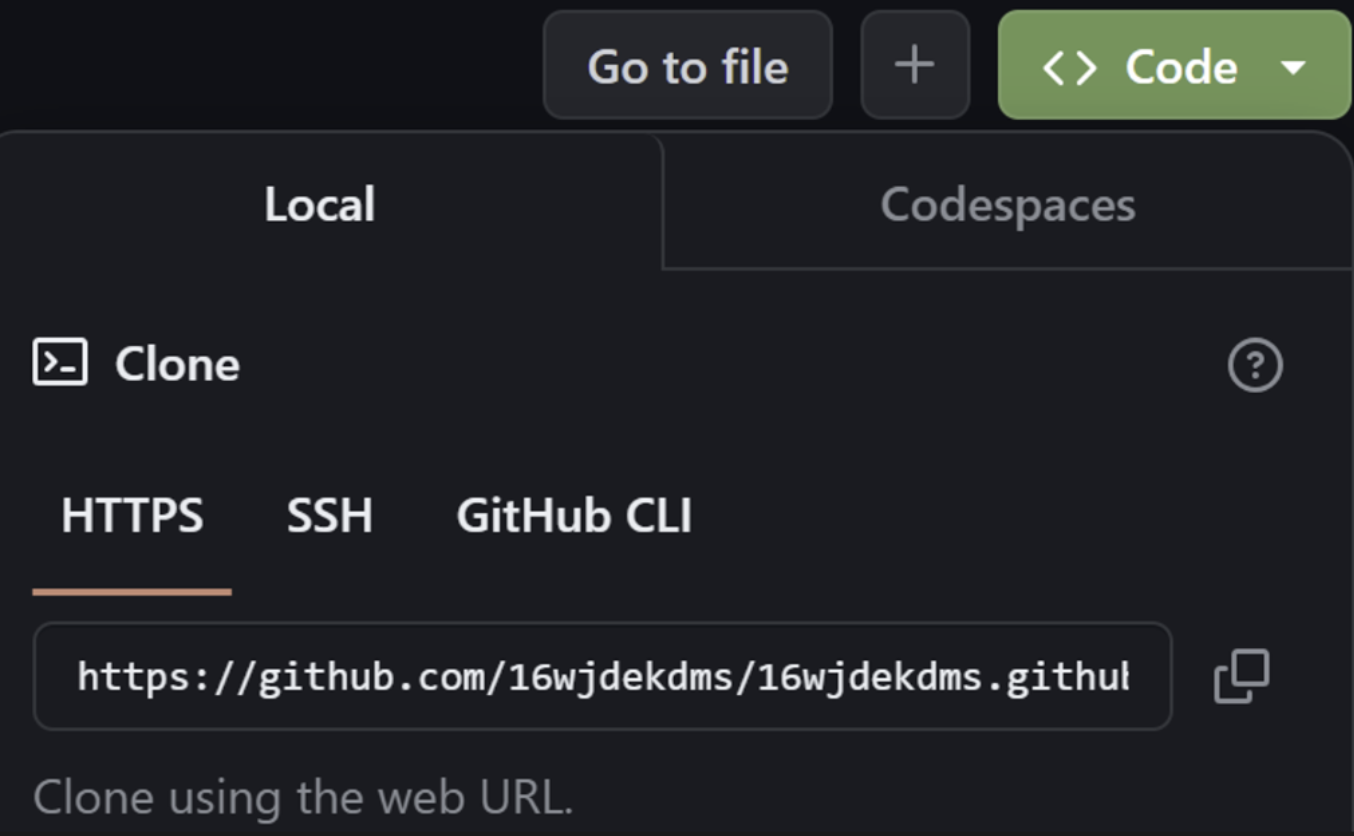 Go to file + <> Code
Local Codespaces
Clone
HTTPS SSH GitHub CLI
https://github.com/16wjdekdms/16wjdekdms.githu
Clone using the web URL.